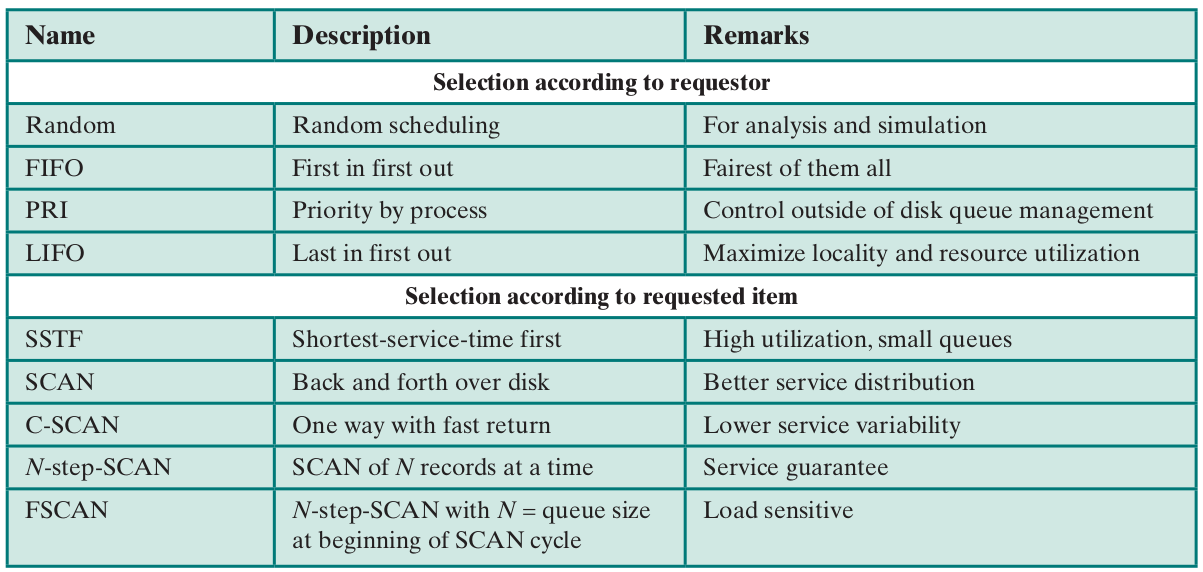 Name Description Remarks
Selection according to requestor
Random Random scheduling For analysis and simulation
FIFO First in first out Fairest of them all
PRI Priority by process Control outside of disk queue management
LIFO Last in first out Maximize locality and resource utilization
Selection according to requested item
SSTF Shortest-service-time first High utilization, small queues
SCAN Back and forth over disk Better service distribution
C-SCAN One way with fast return Lower service variability
N-step-SCAN SCAN of N records at a time Service guarantee
FSCAN N-step-SCAN with N = queue size Load sensitive
at beginning of SCAN cycle